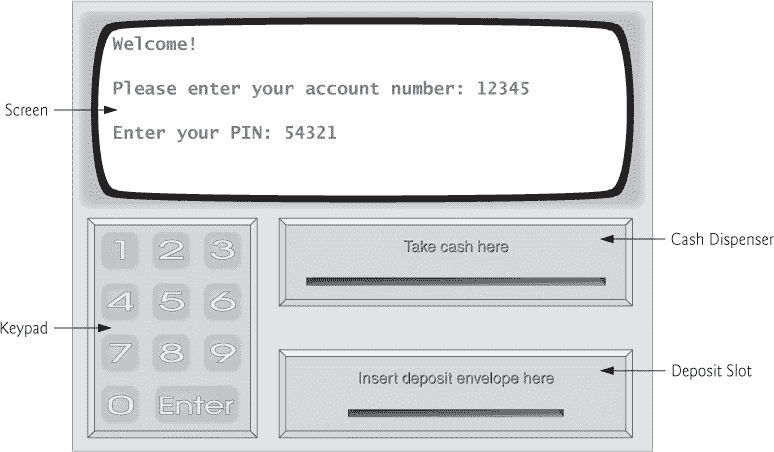 Welcome!
Please enter your account number: 12345
Enter your PIN: 54321
Screen
Take cash here
Cash Dispenser
1 2 3
4 5 6
Keypad
7 8 9
0 Enter
Insert deposit envelope here
Deposit Slot